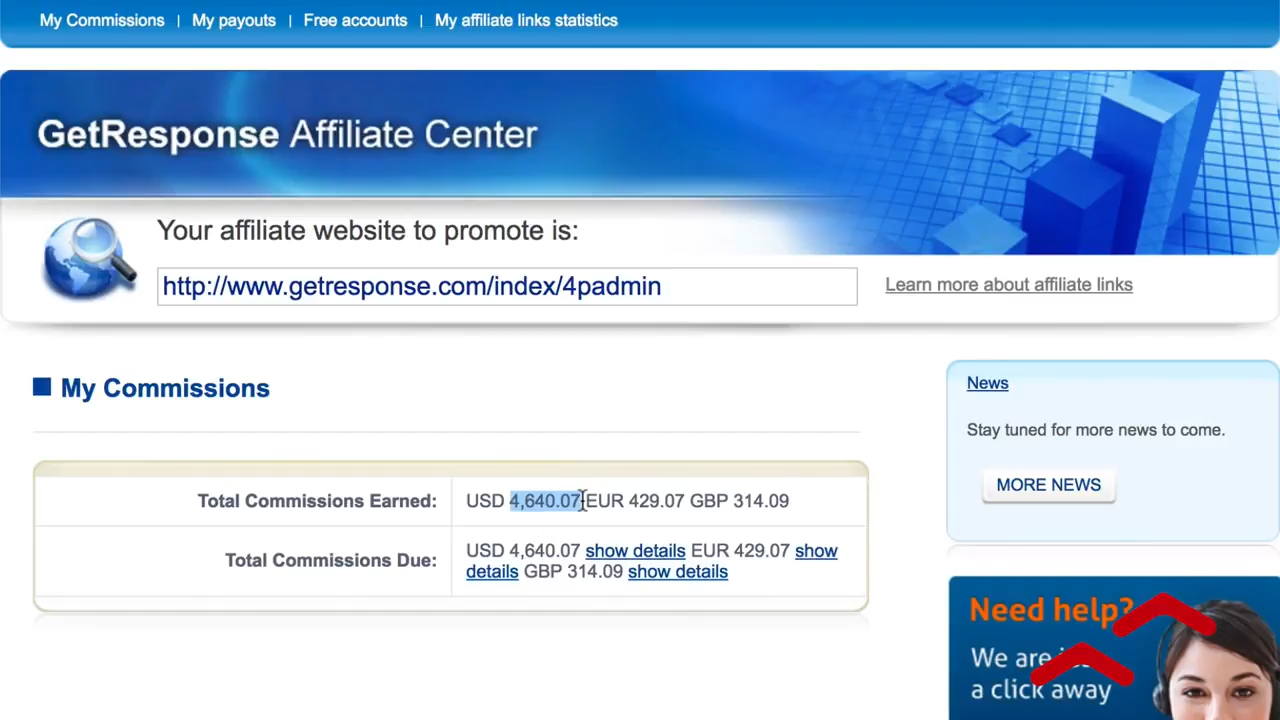 My Commissions | My payouts | Free accounts | My affiliate links statistics
GetResponse Affiliate Center
Your affiliate website to promote is:
http://www.getresponse.com/index/4padmin
Learn more about affiliate links
My Commissions
Total Commissions Earned: USD 4,640.07 EUR 429.07 GBP 314.09
Total Commissions Due: USD 4,640.07 show details EUR 429.07 show
details GBP 314.09 show details
News
Stay tuned for more news to come.
MORE NEWS
Need help?
We are
a click away